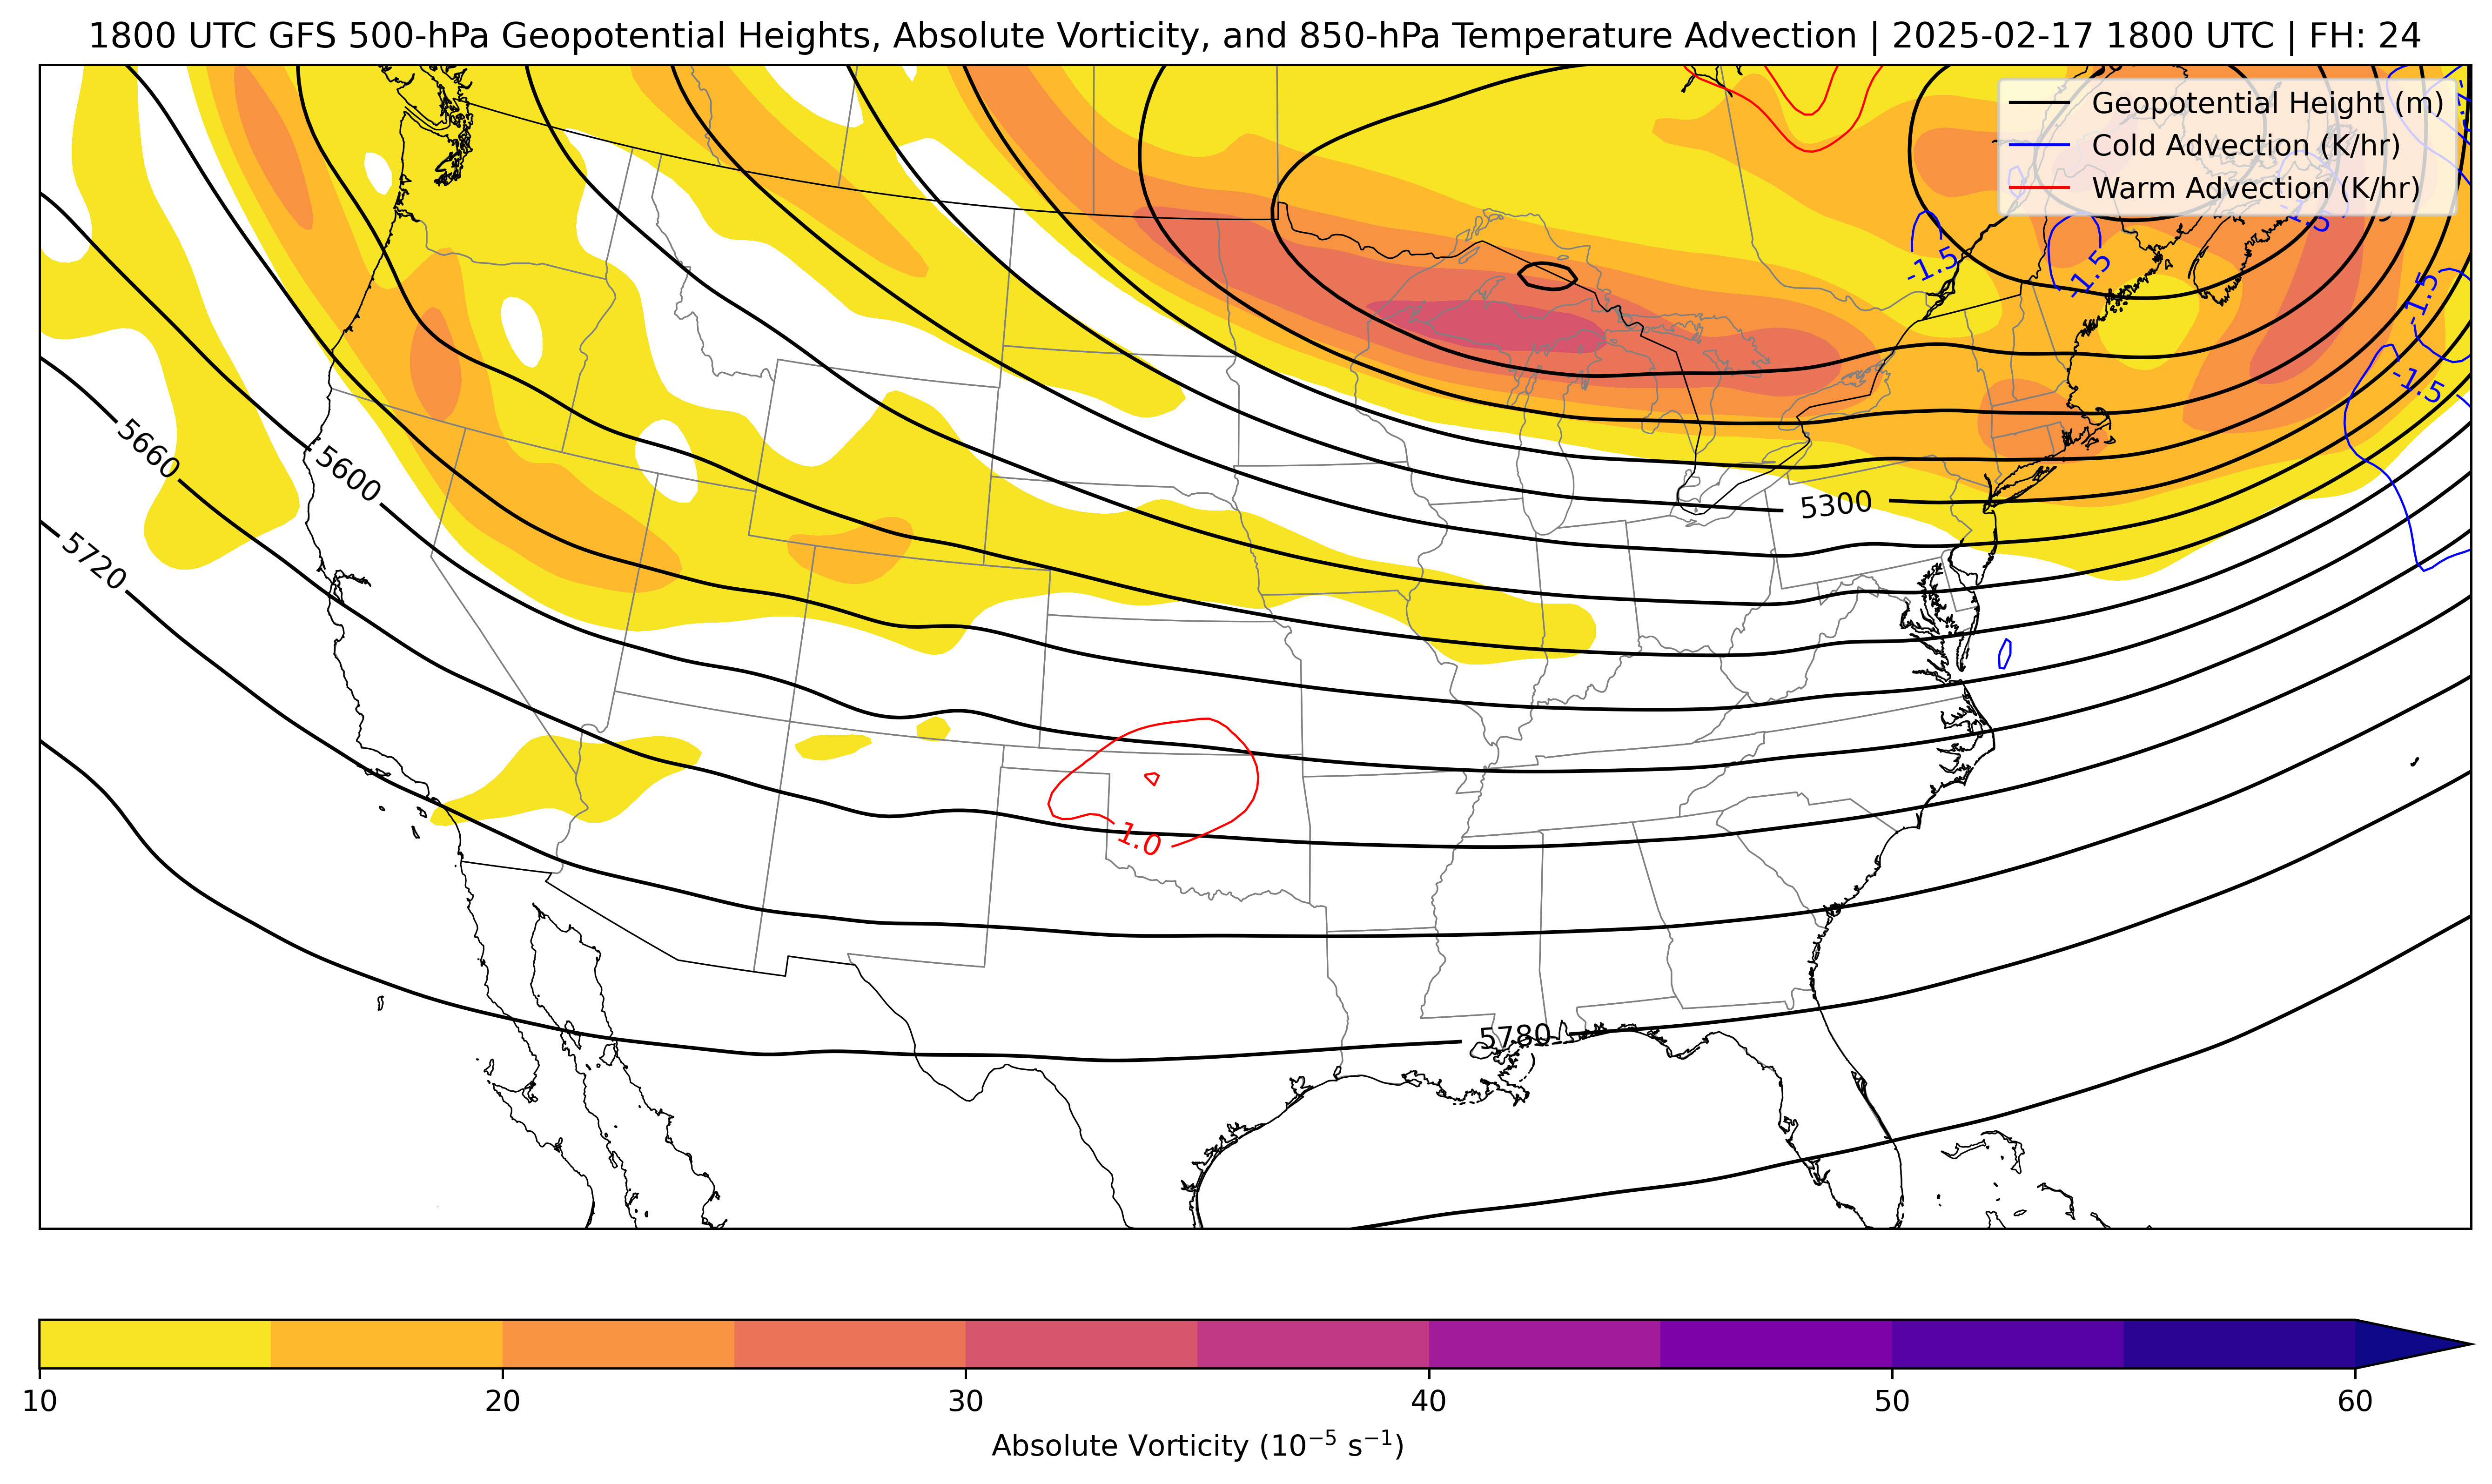 1800 UTC GFS 500-hPa Geopotential Heights, Absolute Vorticity, and 850-hPa Temperature Advection | 2025-02-17 1800 UTC | FH: 24
Geopotential Height (m)
Cold Advection (K/hr)
Warm Advection (K/hr)
-1.5
-1.5
-1.5
-1.5
-1.5
5660
5600
5300
5720
1.0
5780
10 20 30 40 50 60
Absolute Vorticity (10⁻⁵ s⁻¹)